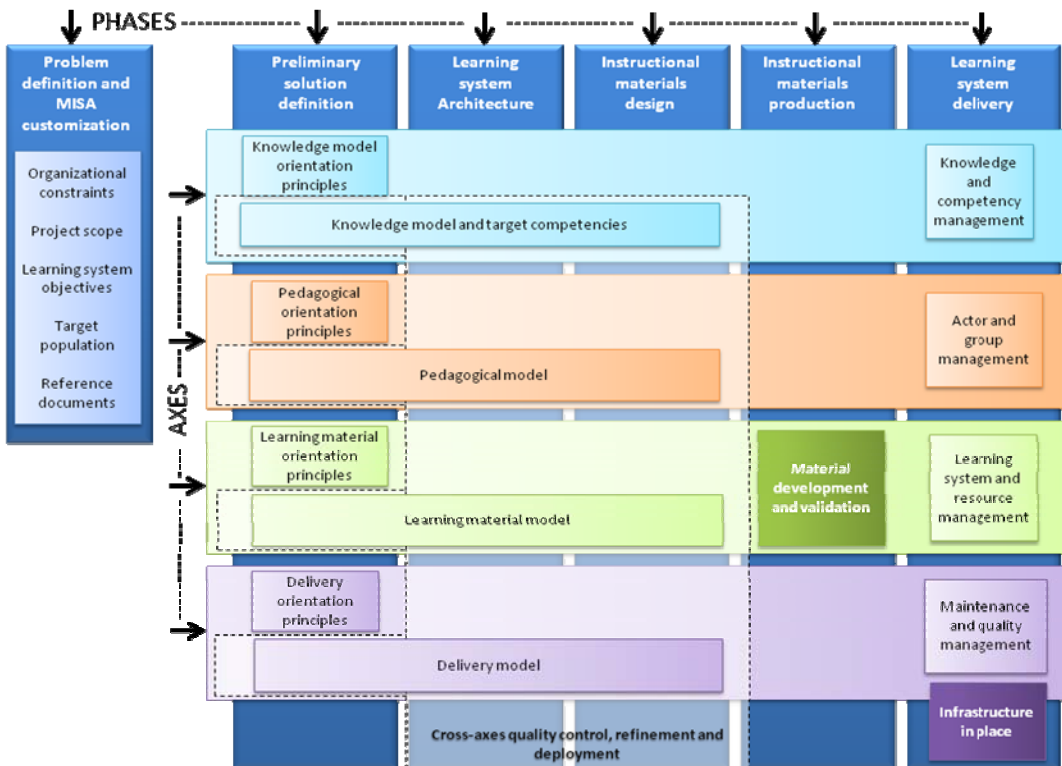 PHASES
Problem
definition and
MISA
customization
Organizational
constraints
Project scope
Learning system
objectives
Target
population
Reference
documents
Preliminary
solution
definition
Learning
system
Architecture
Instructional
materials
design
Instructional
materials
production
Learning
system
delivery
AXES
Knowledge model
orientation
principles
Knowledge model and target competencies
Knowledge
and
competency
management
Pedagogical
orientation
principles
Pedagogical model
Actor and
group
management
Learning material
orientation
principles
Learning material model
Material
development
and validation
Learning
system and
resource
management
Delivery
orientation
principles
Delivery model
Maintenance
and quality
management
Infrastructure
in place
Cross-axes quality control, refinement and
deployment